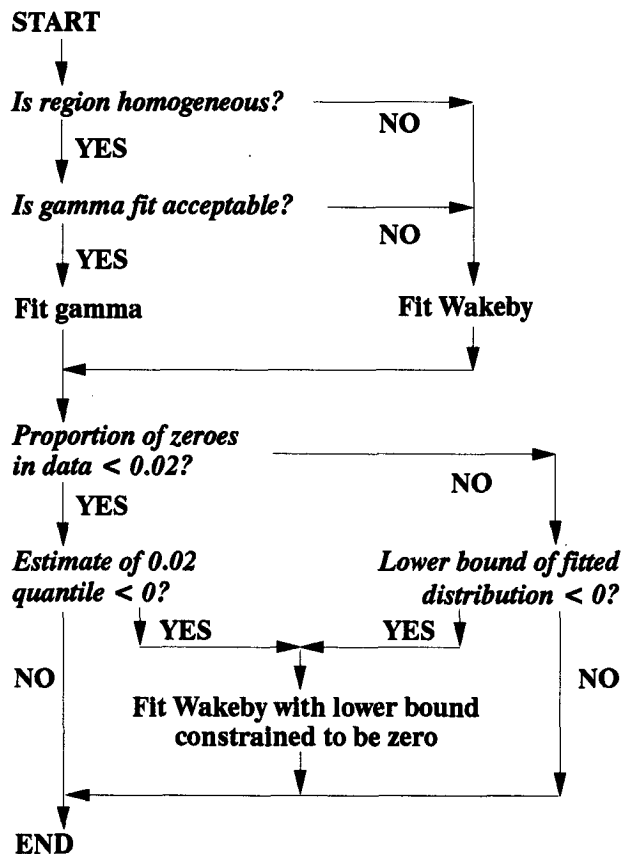 START
Is region homogeneous?
NO
YES
Is gamma fit acceptable?
NO
YES
Fit gamma
Fit Wakeby
Proportion of zeroes
in data < 0.02?
NO
YES
Estimate of 0.02
quantile < 0?
Lower bound of fitted
distribution < 0?
YES
YES
NO
NO
Fit Wakeby with lower bound
constrained to be zero
END